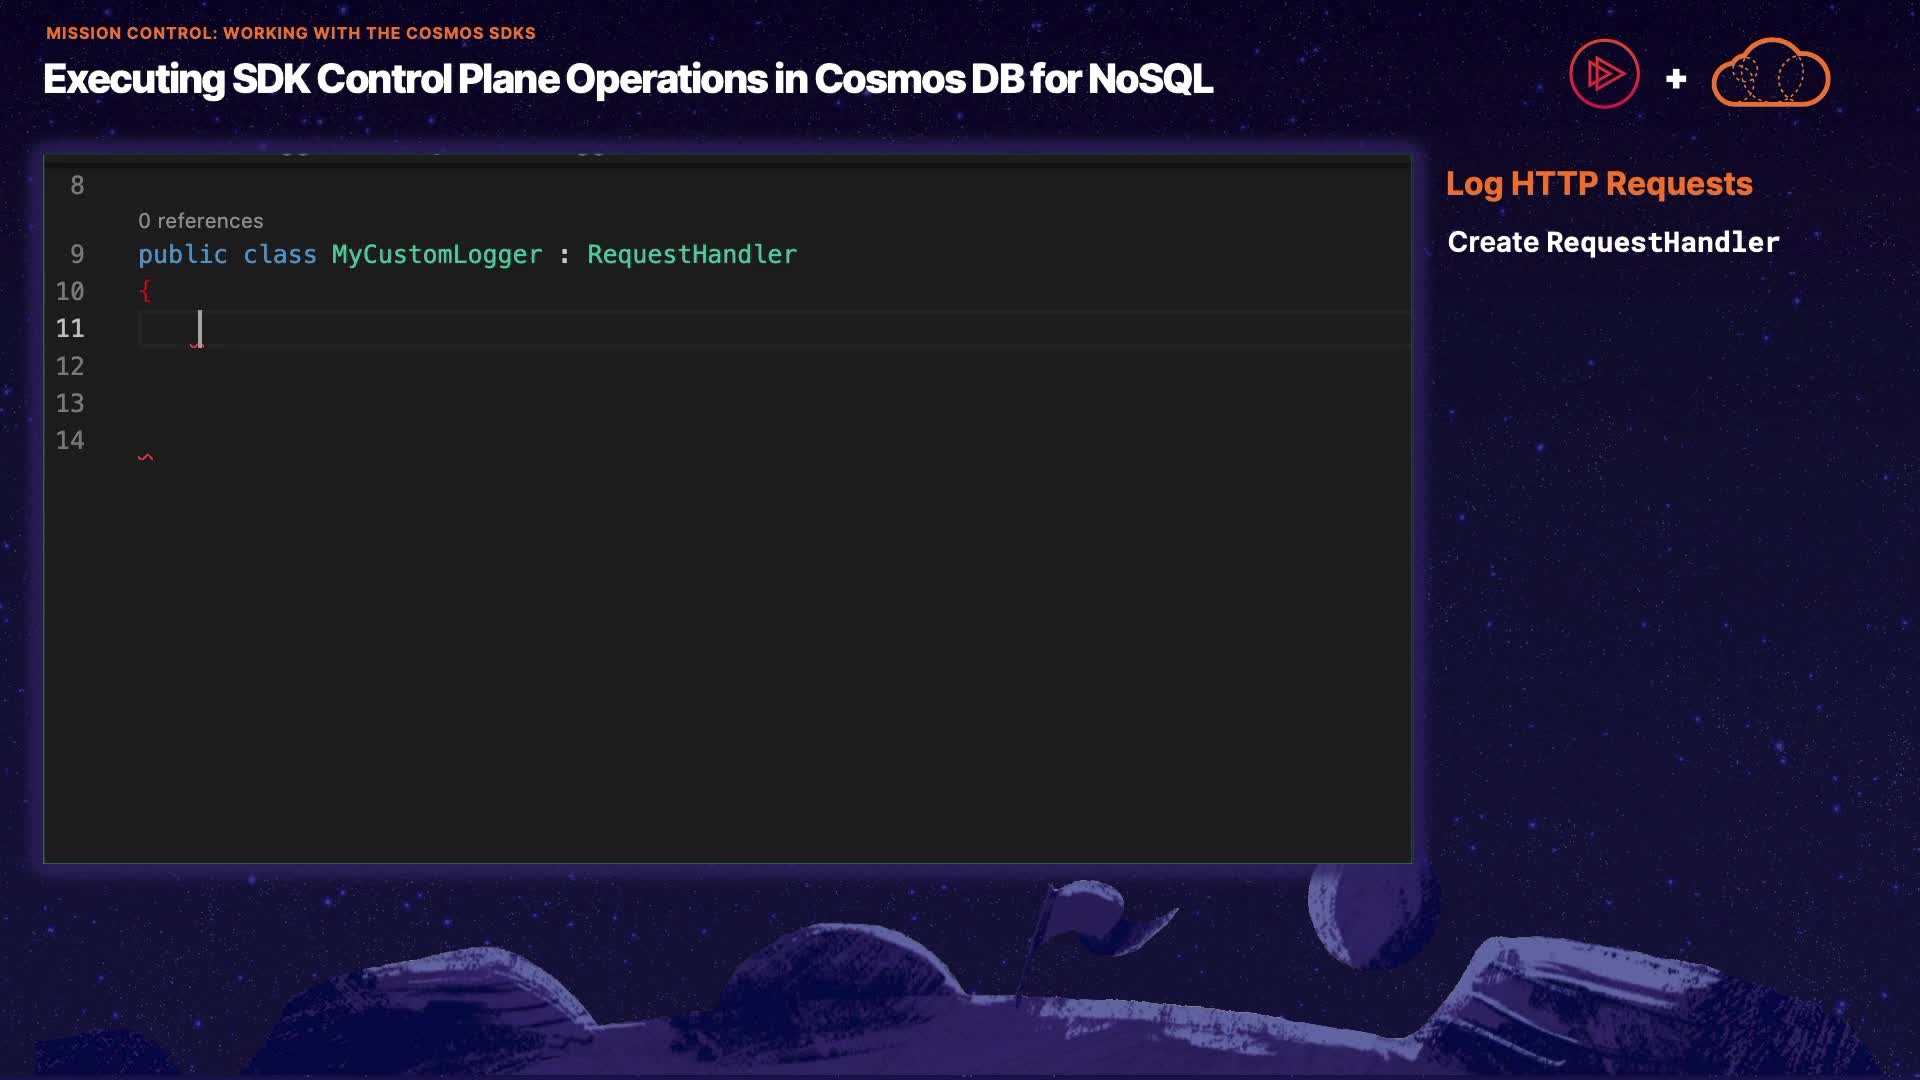 MISSION CONTROL: WORKING WITH THE COSMOS SDKS
Executing SDK Control Plane Operations in Cosmos DB for NoSQL
+
8
0 references
9 public class MyCustomLogger : RequestHandler
10 {
11
12
13
14
Log HTTP Requests
Create RequestHandler